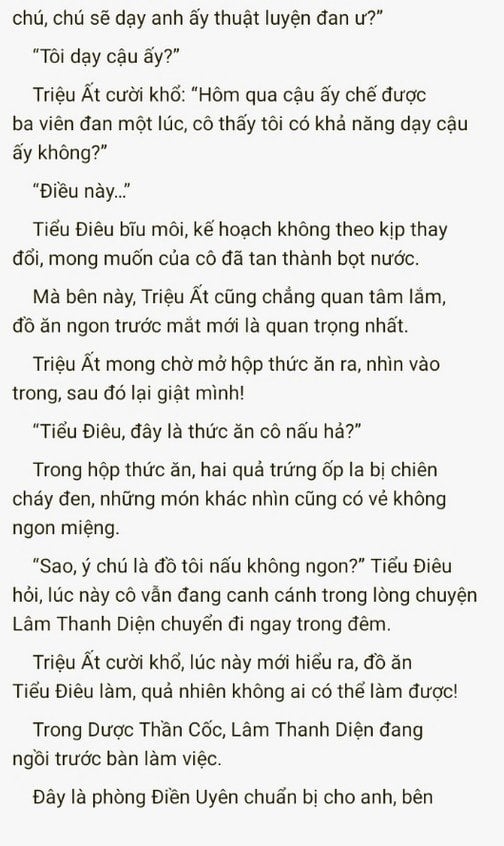 chú, chú sẽ dạy anh ấy thuật luyện đan ư?”
“Tôi dạy cậu ấy?”
Triệu Ất cười khổ: “Hôm qua cậu ấy chế được
ba viên đan một lúc, cô thấy tôi có khả năng dạy cậu
ấy không?”
“Điều này...”
Tiểu Điêu bĩu môi, kế hoạch không theo kịp thay
đổi, mong muốn của cô đã tan thành bọt nước.
Mà bên này, Triệu Ất cũng chẳng quan tâm lắm,
đồ ăn ngon trước mắt mới là quan trọng nhất.
Triệu Ất mong chờ mở hộp thức ăn ra, nhìn vào
trong, sau đó lại giật mình!
“Tiểu Điêu, đây là thức ăn cô nấu hả?”
Trong hộp thức ăn, hai quả trứng ốp la bị chiên
cháy đen, những món khác nhìn cũng có vẻ không
ngon miệng.
“Sao, ý chú là đồ tôi nấu không ngon?” Tiểu Điêu
hỏi, lúc này cô vẫn đang canh cánh trong lòng chuyện
Lâm Thanh Diện chuyển đi ngay trong đêm.
Triệu Ất cười khổ, lúc này mới hiểu ra, đồ ăn
Tiểu Điêu làm, quả nhiên không ai có thể làm được!
Trong Dược Thần Cốc, Lâm Thanh Diện đang
ngồi trước bàn làm việc.
Đây là phòng Điền Uyên chuẩn bị cho anh, bên